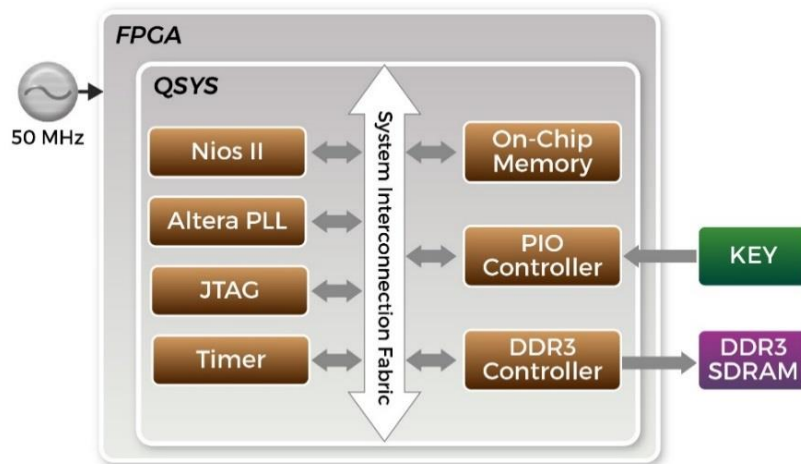 FPGA
QSYS
50 MHz
Nios II
Altera PLL
JTAG
Timer
System Interconnection Fabric
On-Chip
Memory
PIO
Controller
DDR3
Controller
KEY
DDR3
SDRAM